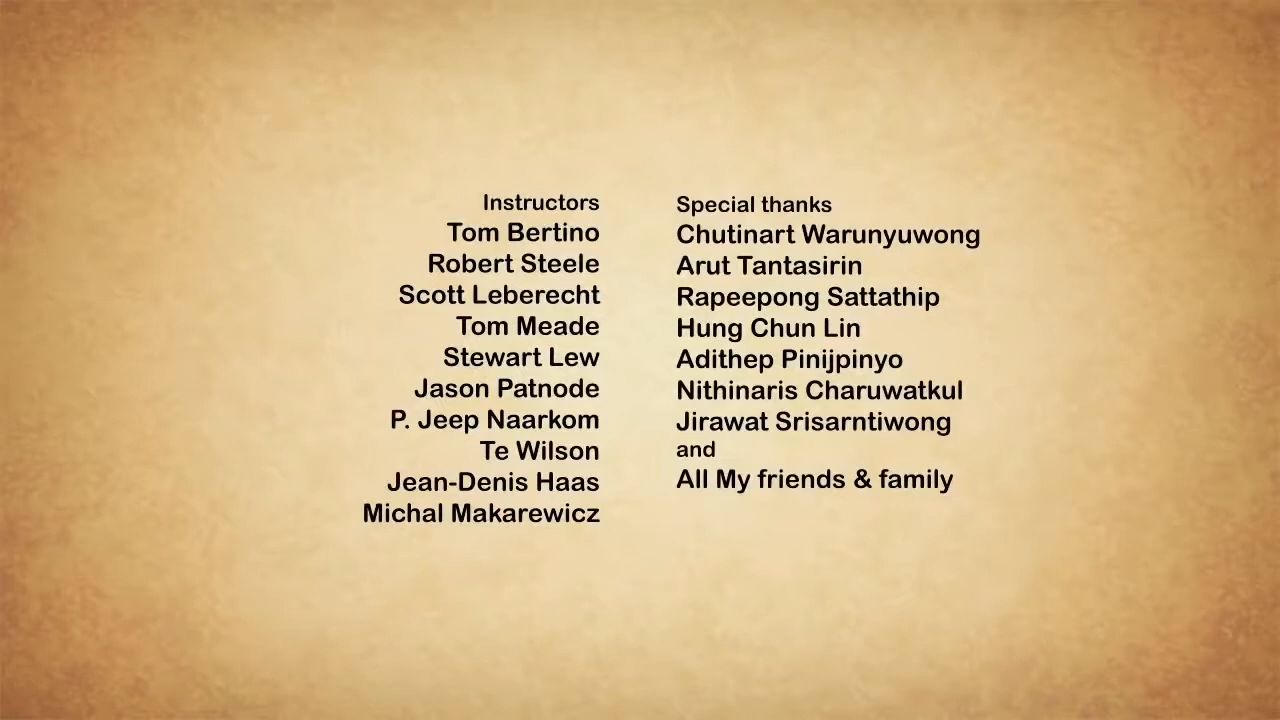 Instructors
Tom Bertino
Robert Steele
Scott Leberecht
Tom Meade
Stewart Lew
Jason Patnode
P. Jeep Naarkom
Te Wilson
Jean-Denis Haas
Michal Makarewicz
Special thanks
Chutinart Warunyuwong
Arut Tantasirin
Rapeepong Sattathip
Hung Chun Lin
Adithep Pinijpinyo
Nithinaris Charuwatkul
Jirawat Srisarntiwong
and
All My friends & family